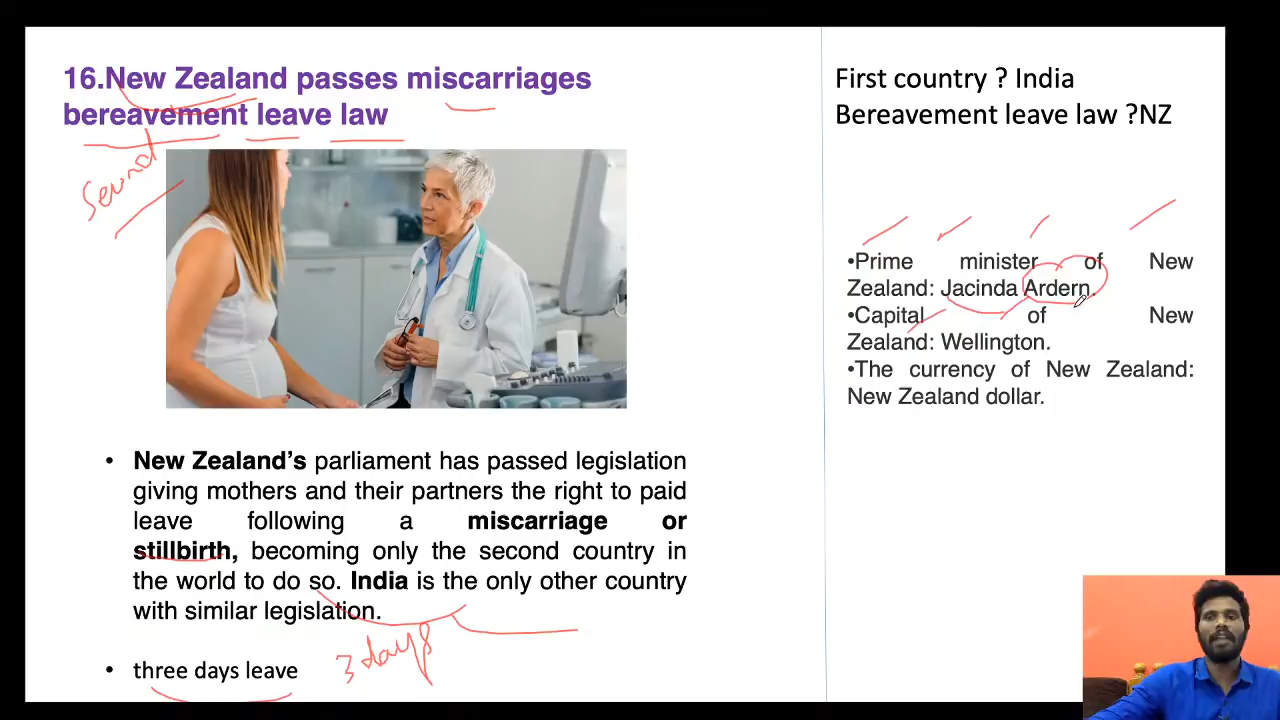 16.New Zealand passes miscarriages
bereavement leave law
Second
• New Zealand's parliament has passed legislation
giving mothers and their partners the right to paid
leave following a miscarriage or
stillbirth, becoming only the second country in
the world to do so. India is the only other country
with similar legislation.
3 days
• three days leave
First country ? India
Bereavement leave law ?NZ
•Prime minister of New
Zealand: Jacinda Ardern.
•Capital of New
Zealand: Wellington.
•The currency of New Zealand:
New Zealand dollar.